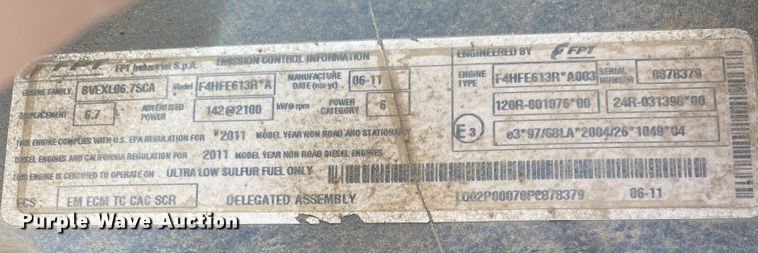 FPT FPT Industrial S.p.A. EMISSION CONTROL INFORMATION ENGINEERED BY FPT
ENGINE FAMILY 8VEXL06.7SCA Model F4HFE613R*A MANUFACTURE DATE (mo-yr) 06-11 ENGINE TYPE F4HFE613R*A003 SERIAL NUMBER 0878379
DISPLACEMENT 6.7 ADVERTISED POWER 142@2100 kW@rpm POWER CATEGORY 6 120R-001076*00 24R-031396*00
THIS ENGINE COMPLIES WITH U.S. EPA REGULATION FOR 2011 MODEL YEAR NON ROAD AND STATIONARY E3 e3*97/68LA*2004/26*1049*04
DIESEL ENGINES AND CALIFORNIA REGULATION FOR 2011 MODEL YEAR NON ROAD DIESEL ENGINES
THIS ENGINE IS CERTIFIED TO OPERATE ON ULTRA LOW SULFUR FUEL ONLY
ECS: EM ECM TC CAC SCR DELEGATED ASSEMBLY 06-11
Purple Wave Auction